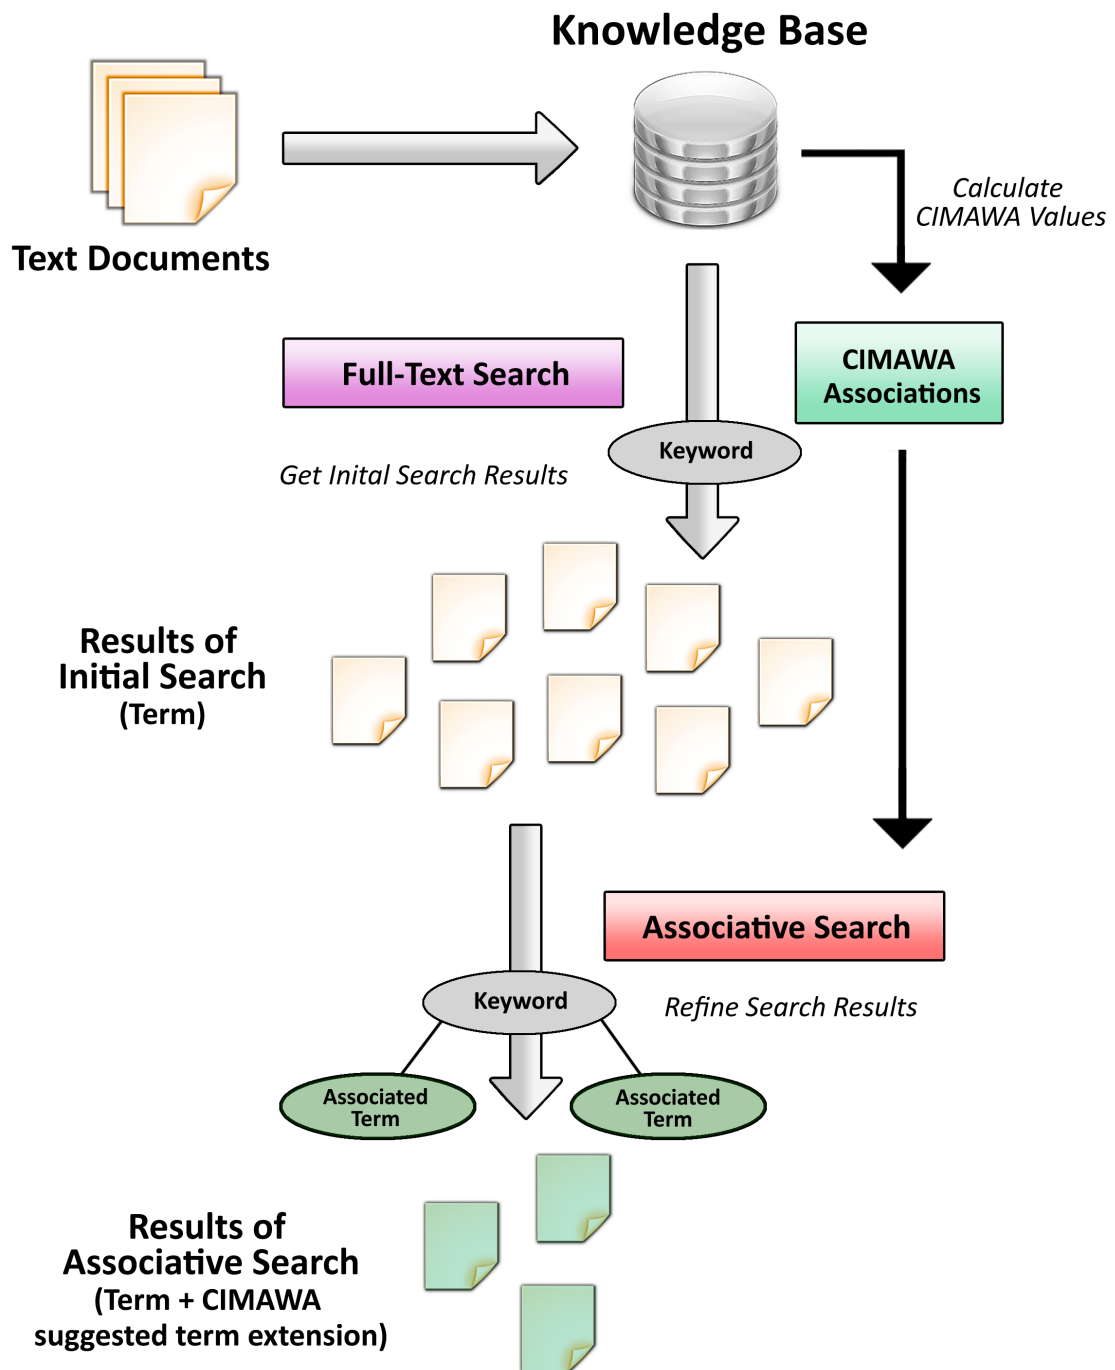 Knowledge Base
Text Documents
Calculate
CIMAWA Values
Full-Text Search
CIMAWA
Associations
Keyword
Get Inital Search Results
Results of
Initial Search
(Term)
Associative Search
Keyword
Refine Search Results
Associated
Term
Associated
Term
Results of
Associative Search
(Term + CIMAWA
suggested term extension)